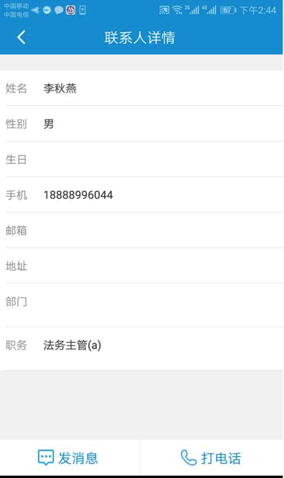 中国移动
中国电信
下午2:44
联系人详情
姓名 李秋燕
性别 男
生日
手机 18888996044
邮箱
地址
部门
职务 法务主管(a)
发消息 打电话